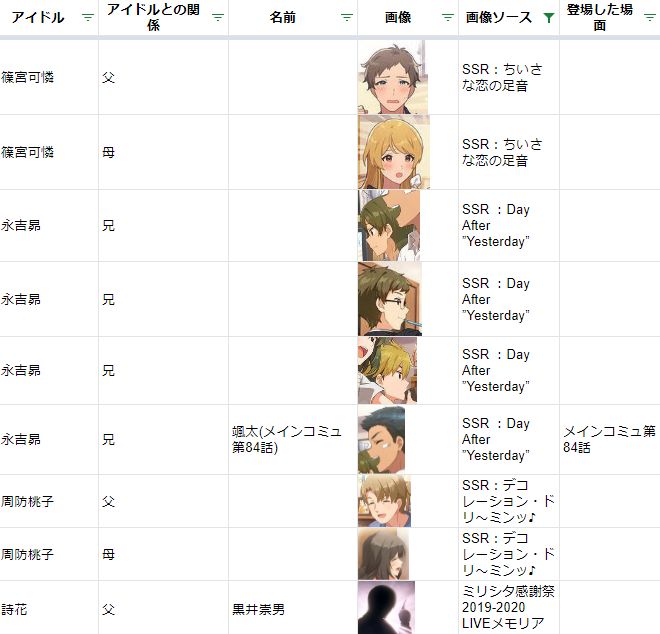 アイドル
アイドルとの関
係
名前
画像
画像ソース
登場した場
面
篠宮可憐
父
SSR：ちいさ
な恋の足音
篠宮可憐
母
SSR：ちいさ
な恋の足音
永吉昴
兄
SSR ：Day
After
”Yesterday”
永吉昴
兄
SSR ：Day
After
”Yesterday”
永吉昴
兄
SSR ：Day
After
”Yesterday”
永吉昴
兄
颯太(メインコミュ
第84話)
SSR ：Day
After
”Yesterday”
メインコミュ第
84話
周防桃子
父
SSR：デコ
レーション・ド
リ～ミンッ♪
周防桃子
母
SSR：デコ
レーション・ド
リ～ミンッ♪
詩花
父
黒井崇男
ミリシタ感謝祭
2019-2020
LIVEメモリア